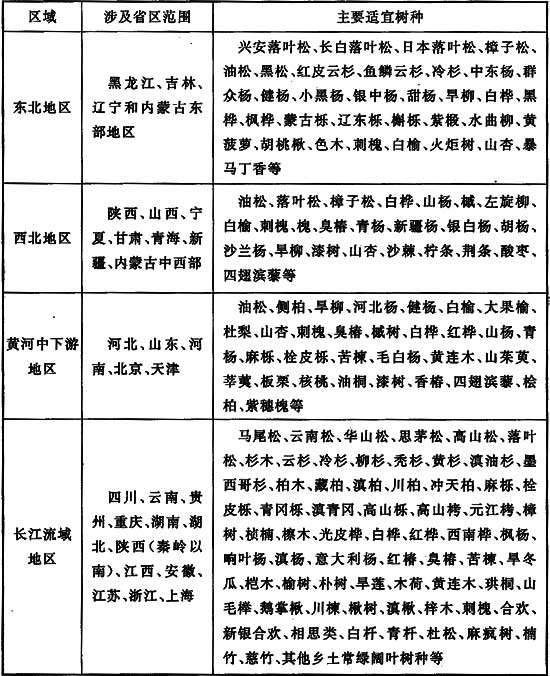 区域
涉及省区范围
主要适宜树种
东北地区
黑龙江、吉林、
辽宁和内蒙古东
部地区
兴安落叶松、长白落叶松、日本落叶松、樟子松、
油松、黑松、红皮云杉、鱼鳞云杉、冷杉、中东杨、群
众杨、健杨、小黑杨、银中杨、甜杨、旱柳、白桦、黑
桦、枫桦、蒙古栎、辽东栎、槲栎、紫椴、水曲柳、黄
菠萝、胡桃楸、色木、刺槐、白榆、火炬树、山杏、暴
马丁香等
西北地区
陕西、山西、宁
夏、甘肃、青海、新
疆、内蒙古中西部
油松、落叶松、樟子松、白桦、山杨、槭、左旋柳、
白榆、刺槐、槐、臭椿、青杨、新疆杨、银白杨、胡杨、
沙兰杨、旱柳、漆树、山杏、沙棘、柠条、荆条、酸枣、
四翅滨藜等
黄河中下游
地区
河北、山东、河
南、北京、天津
油松、侧柏、旱柳、河北杨、健杨、白榆、大果榆、
杜梨、山杏、刺槐、臭椿、槭树、白桦、红桦、山杨、青
杨、麻栎、栓皮栎、苦楝、毛白杨、黄连木、山茱萸、
莘荑、板栗、核桃、油桐、漆树、香椿、四翅滨藜、桧
柏、紫穗槐等
长江流域
地区
四川、云南、贵
州、重庆、湖南、湖
北、陕西(秦岭以
南)、江西、安徽、
江苏、浙江、上海
马尾松、云南松、华山松、思茅松、高山松、落叶
松、杉木、云杉、冷杉、柳杉、秃杉、黄杉、滇油杉、墨
西哥杉、柏木、藏柏、滇柏、川柏、冲天柏、麻栎、栓
皮栎、青冈栎、滇青冈、高山栎、高山栲、元江栲、樟
树、桢楠、檫木、光皮桦、白桦、红桦、西南桦、枫杨、
响叶杨、滇杨、意大利杨、红椿、臭椿、苦楝、旱冬
瓜、桤木、榆树、朴树、旱莲、木荷、黄连木、珙桐、山
毛榉、鹅掌楸、川楝、楸树、滇楸、梓木、刺槐、合欢、
新银合欢、相思类、白杆、青杆、杜松、麻疯树、楠
竹、慈竹、其他乡土常绿阔叶树种等